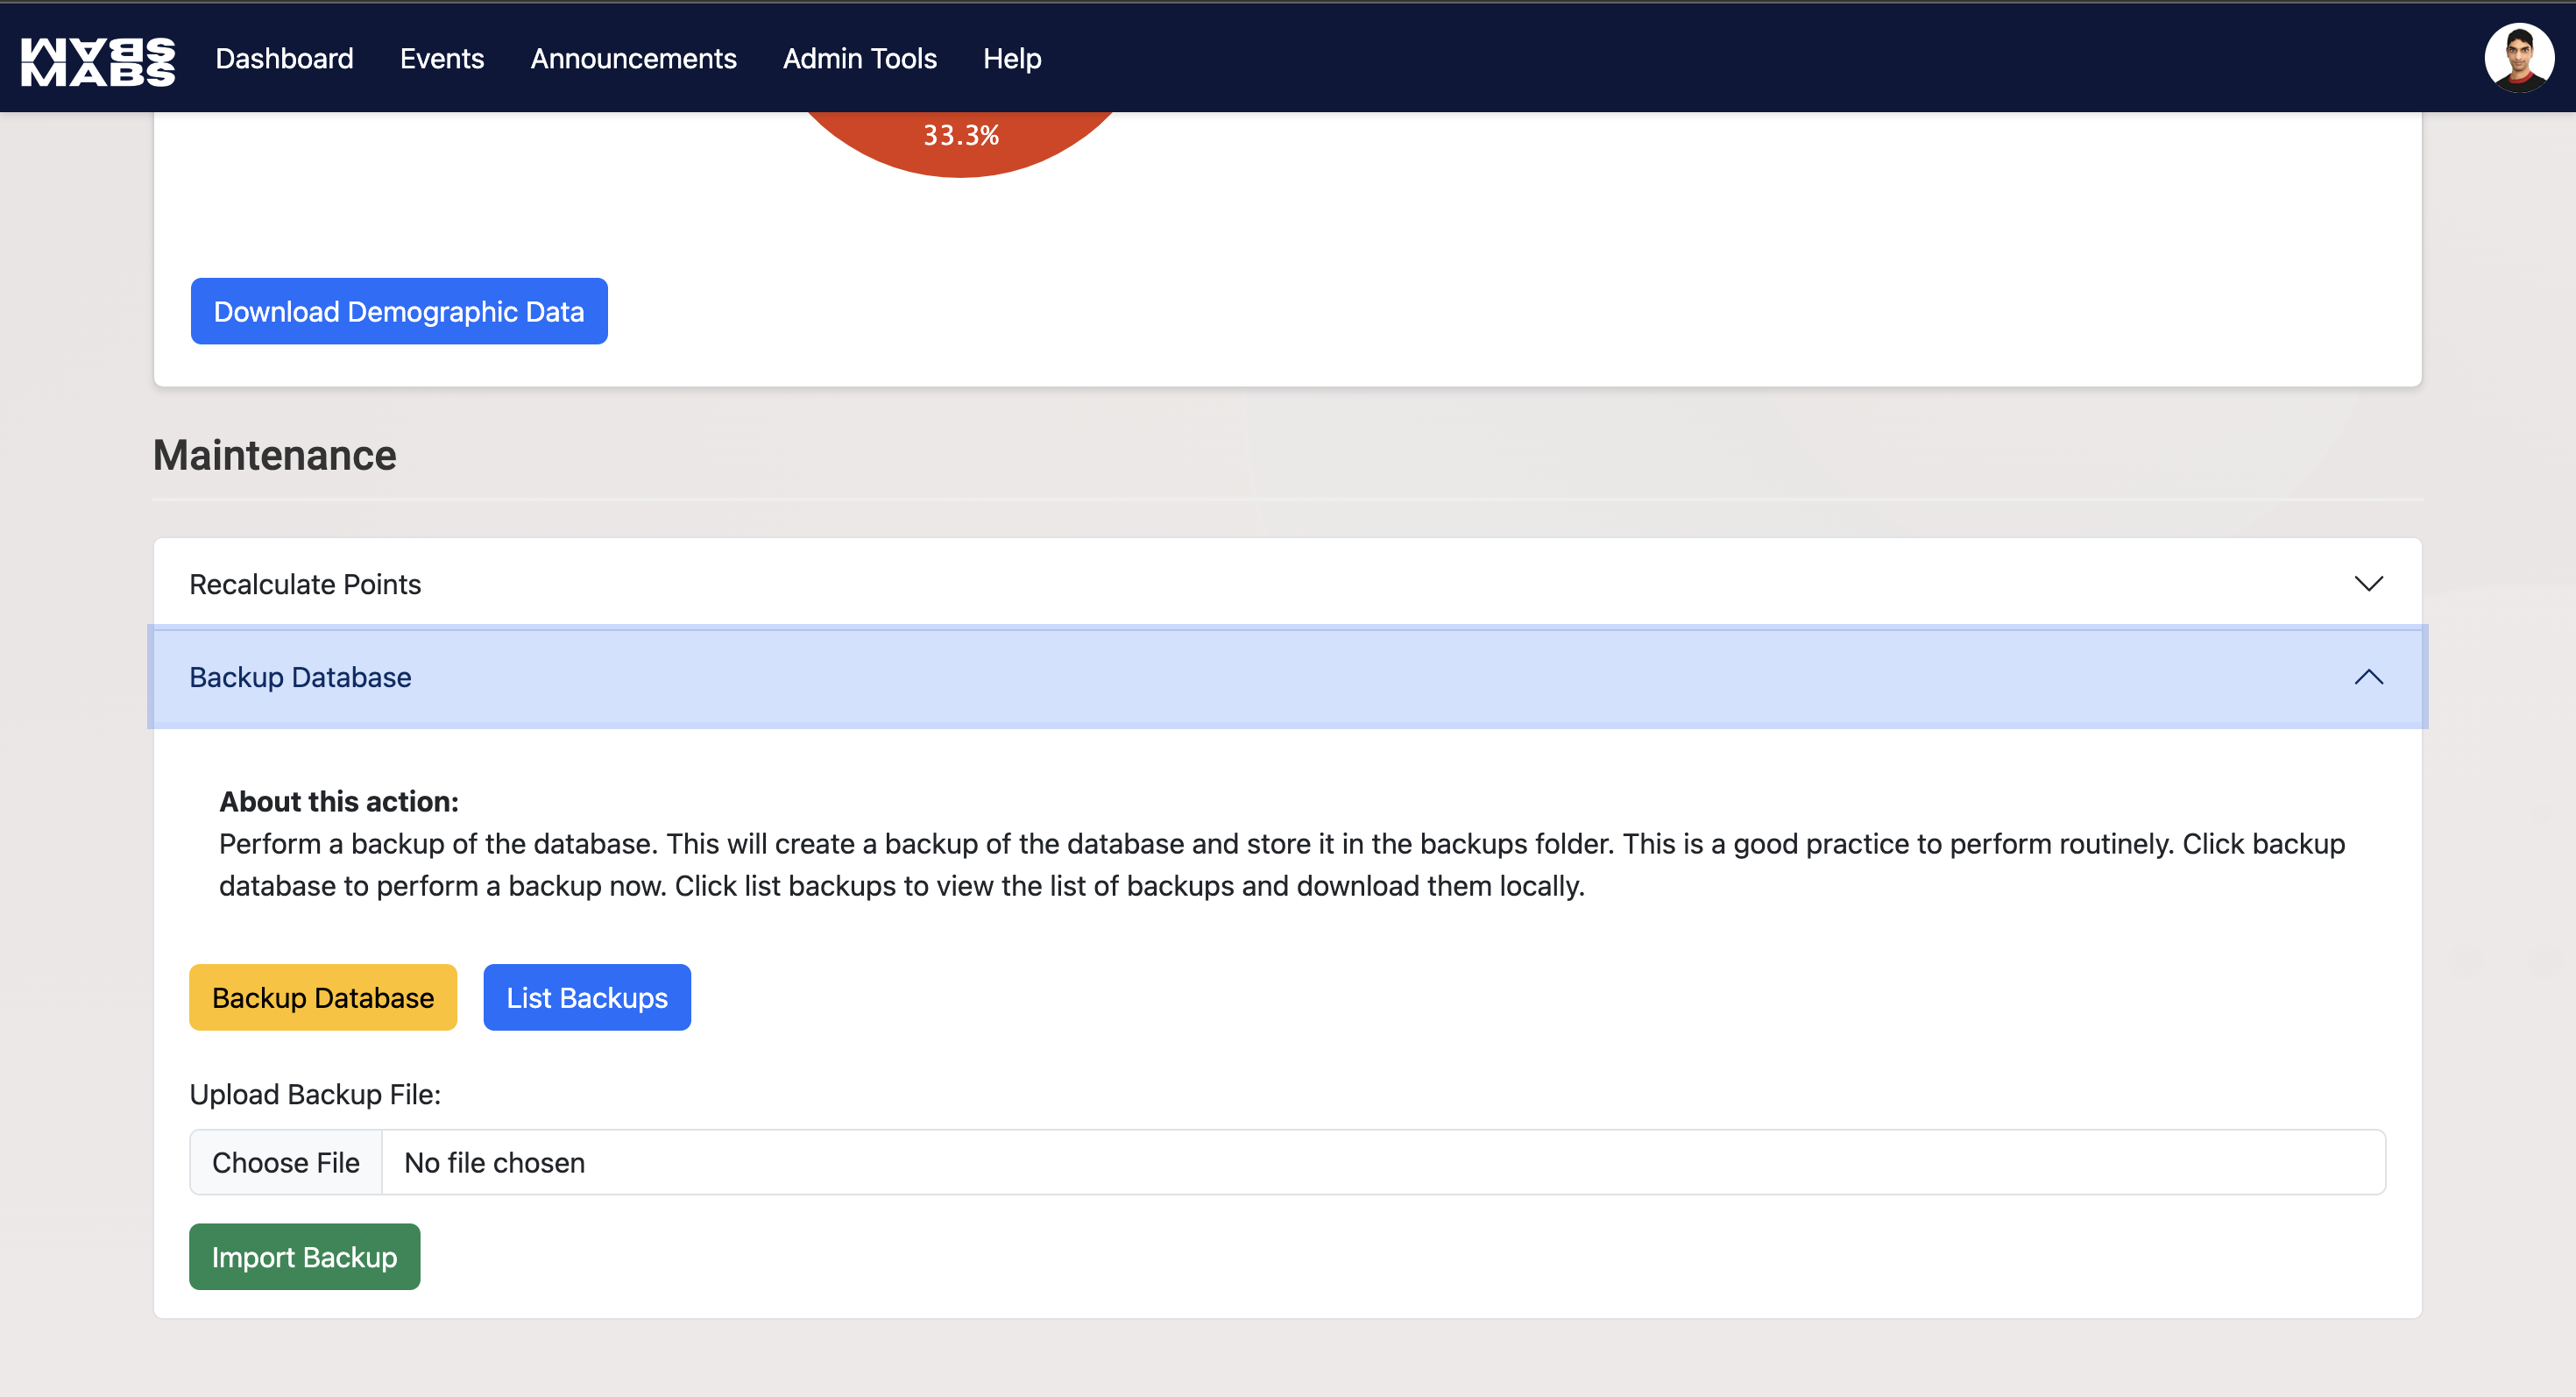 MABS
MABS
Dashboard
Events
Announcements
Admin Tools
Help
33.3%
Download Demographic Data
Maintenance
Recalculate Points
Backup Database
About this action:
Perform a backup of the database. This will create a backup of the database and store it in the backups folder. This is a good practice to perform routinely. Click backup
database to perform a backup now. Click list backups to view the list of backups and download them locally.
Backup Database
List Backups
Upload Backup File:
Choose File
No file chosen
Import Backup